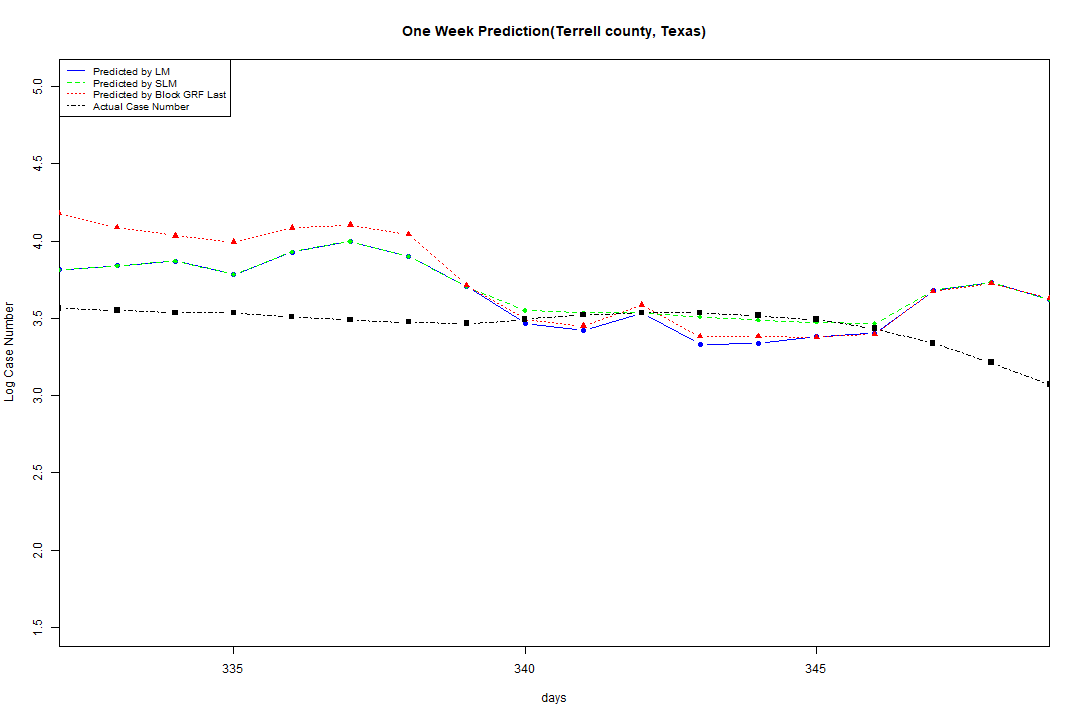 One Week Prediction(Terrell county, Texas)
Predicted by LM
Predicted by SLM
Predicted by Block GRF Last
Actual Case Number
5.0
4.5
4.0
3.5
3.0
2.5
2.0
1.5
Log Case Number
335 340 345
days